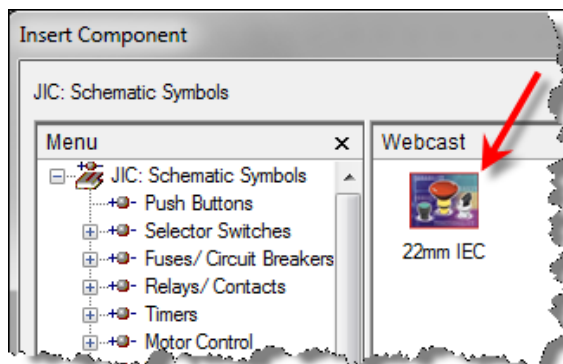 Insert Component
JIC: Schematic Symbols
Menu
Webcast
JIC: Schematic Symbols
Push Buttons
Selector Switches
Fuses/ Circuit Breakers
Relays/ Contacts
Timers
Motor Control
22mm IEC